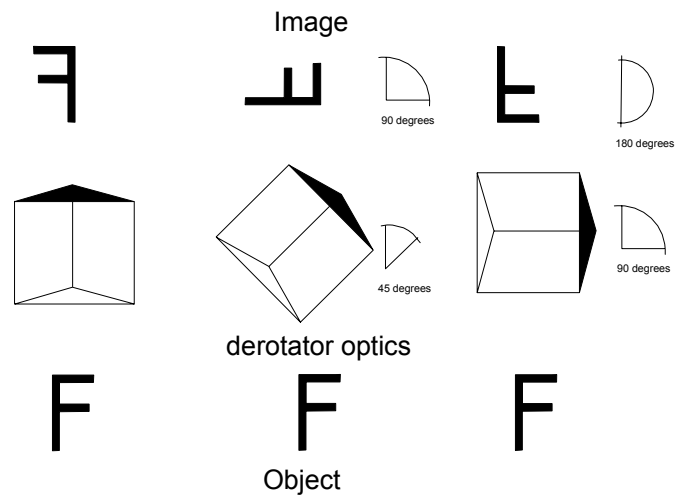 Image
90 degrees
180 degrees
45 degrees
90 degrees
derotator optics
F F F
Object